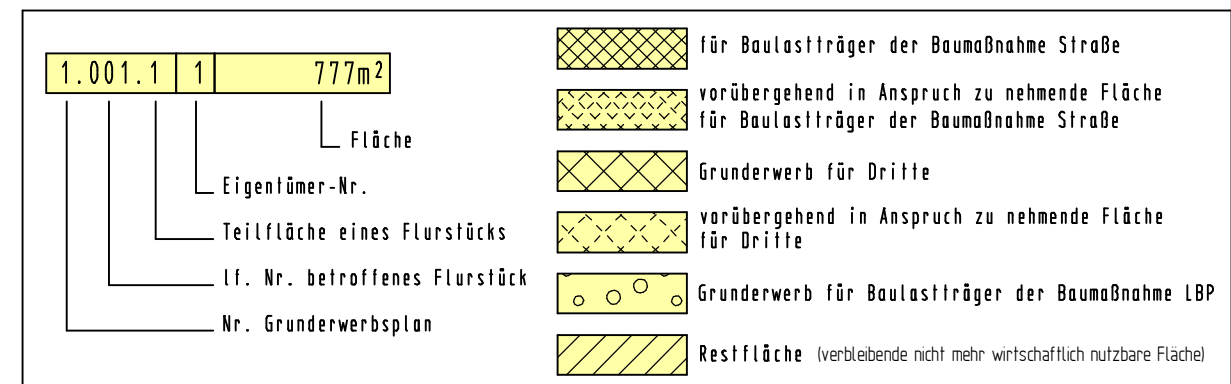 1.001.1 1 777m²
Fläche
Eigentümer-Nr.
Teilfläche eines Flurstücks
lf. Nr. betroffenes Flurstück
Nr. Grunderwerbsplan
für Baulastträger der Baumaßnahme Straße
vorübergehend in Anspruch zu nehmende Fläche
für Baulastträger der Baumaßnahme Straße
Grunderwerb für Dritte
vorübergehend in Anspruch zu nehmende Fläche
für Dritte
Grunderwerb für Baulastträger der Baumaßnahme LBP
Restfläche (verbleibende nicht mehr wirtschaftlich nutzbare Fläche)